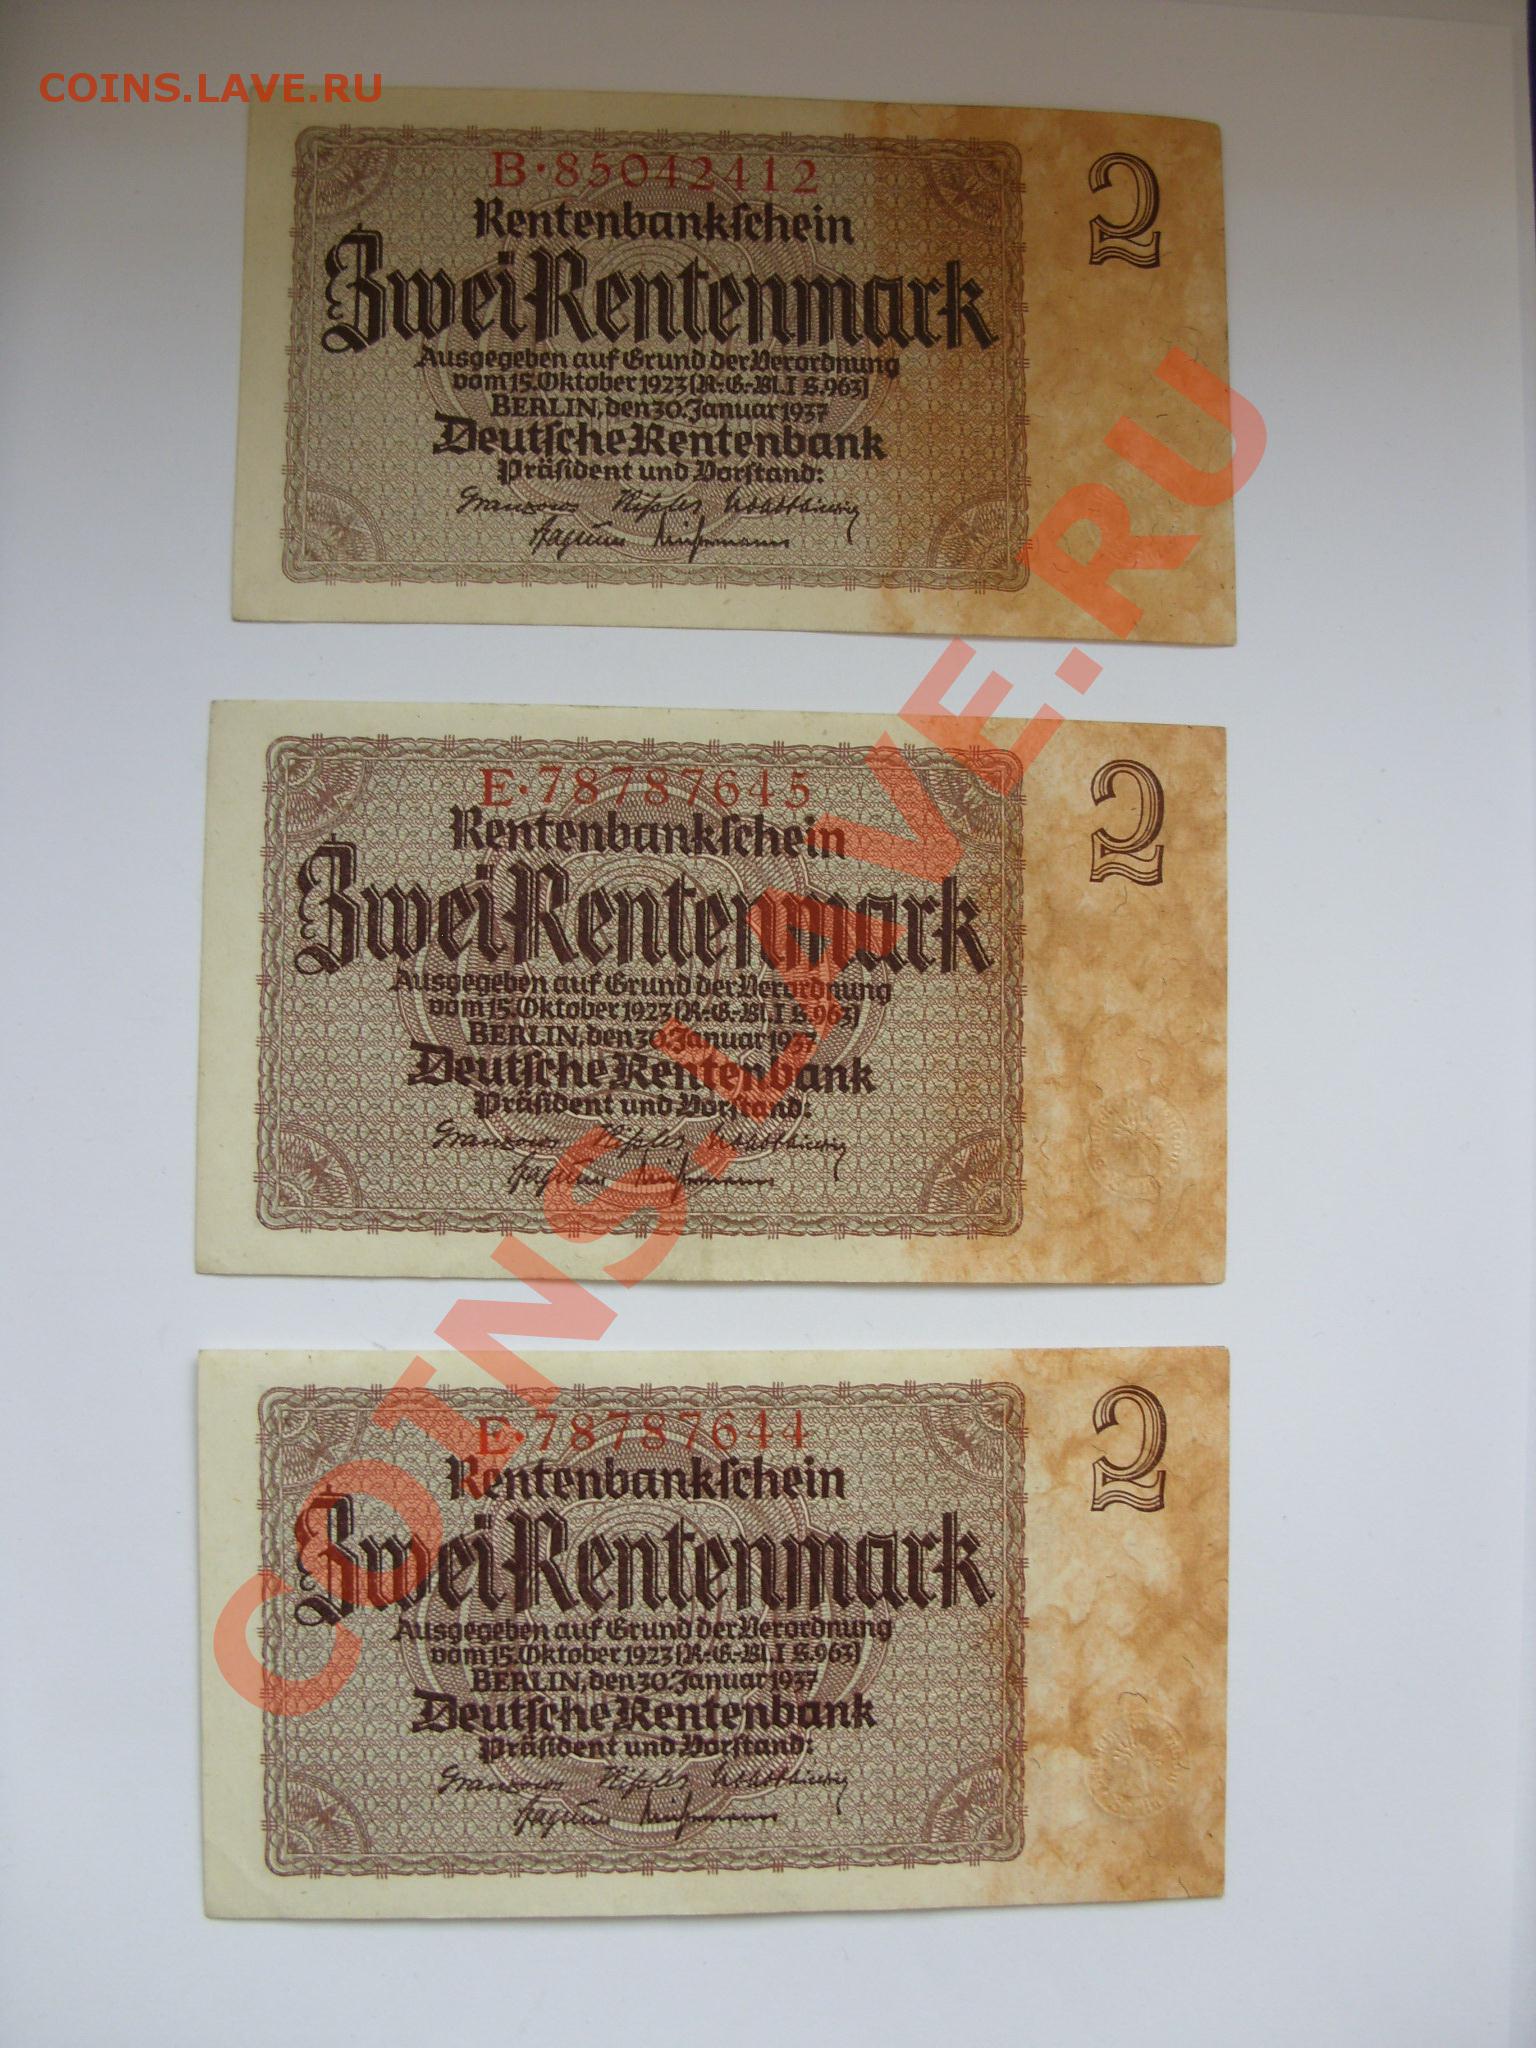 COINS.LAVE.RU
B·85042412
Rentenbankschein
Zwei Rentenmark
2
Ausgegeben auf Grund der Verordnung
vom 15. Oktober 1923 (R.-G.-Bl. I S. 963)
BERLIN, den 30. Januar 1937
Deutsche Rentenbank
Präsident und Vorstand:
E·78787645
Rentenbankschein
Zwei Rentenmark
2
Ausgegeben auf Grund der Verordnung
vom 15. Oktober 1923 (R.-G.-Bl. I S. 963)
BERLIN, den 30. Januar 1937
Deutsche Rentenbank
Präsident und Vorstand:
E·78787644
Rentenbankschein
Zwei Rentenmark
2
Ausgegeben auf Grund der Verordnung
vom 15. Oktober 1923 (R.-G.-Bl. I S. 963)
BERLIN, den 30. Januar 1937
Deutsche Rentenbank
Präsident und Vorstand:
COINS.LAVE.RU